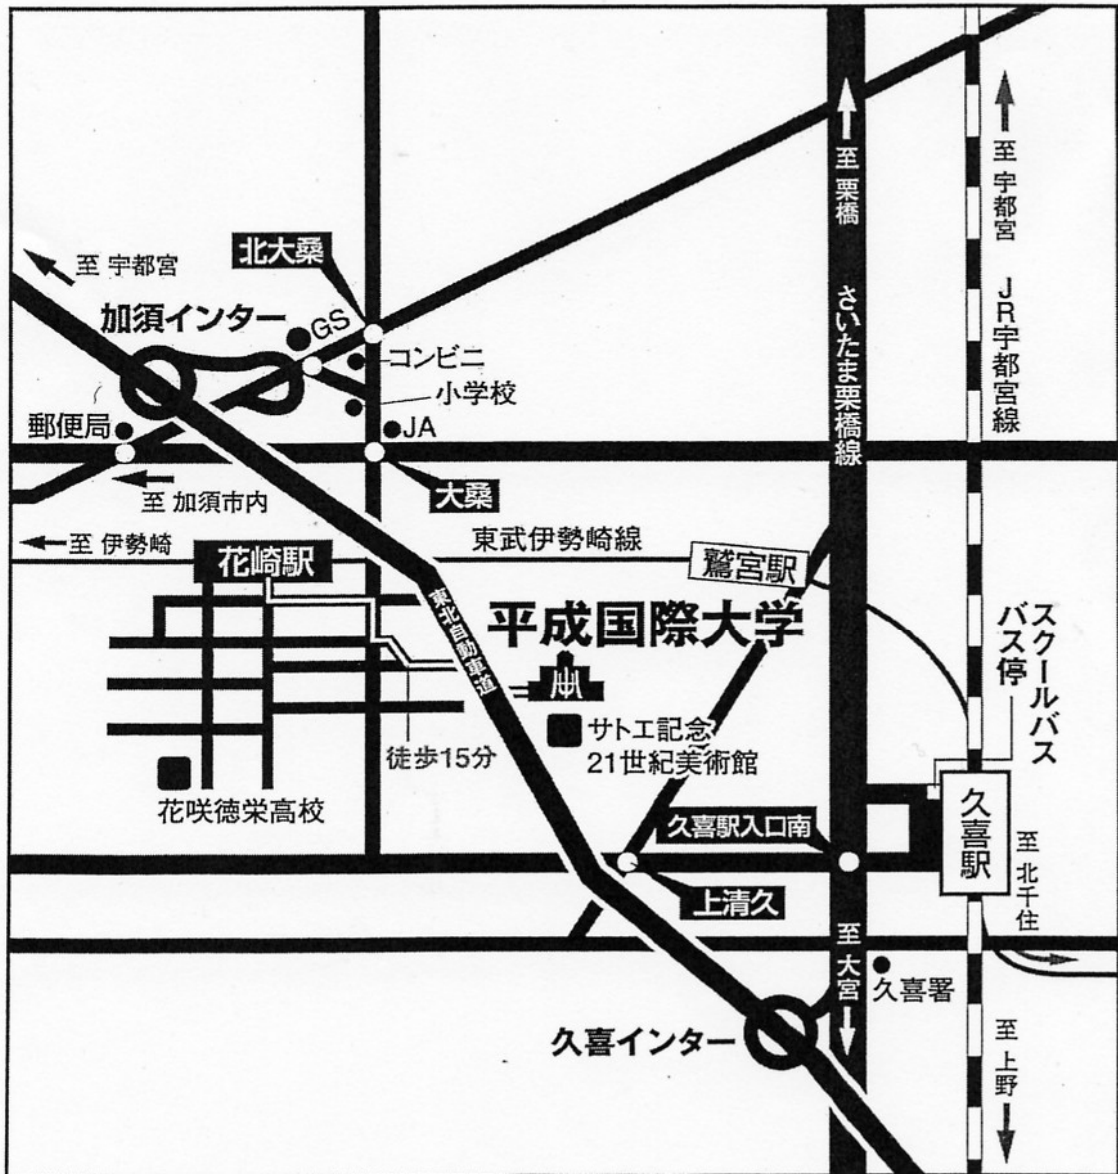 至 宇都宮
北大桑
加須インター
GS
コンビニ
小学校
JA
郵便局
至 加須市内
大桑
至 伊勢崎
花崎駅
東武伊勢崎線
鷲宮駅
東北自動車道
平成国際大学
サトエ記念
21世紀美術館
徒歩15分
花咲徳栄高校
久喜駅入口南
上清久
久喜インター
至 栗橋
さいたま栗橋線
至 大宮
久喜署
至 宇都宮
JR宇都宮線
スクールバス
バス停
久喜駅
至 北千住
至 上野